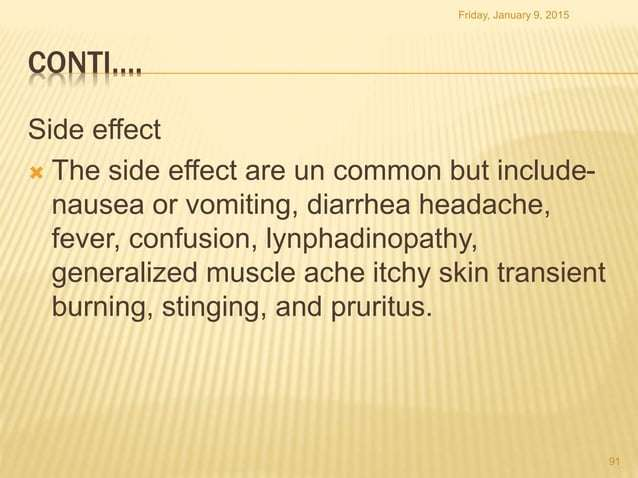 Friday, January 9, 2015
CONTI....
Side effect
The side effect are un common but include-
nausea or vomiting, diarrhea headache,
fever, confusion, lynphadinopathy,
generalized muscle ache itchy skin transient
burning, stinging, and pruritus.
91